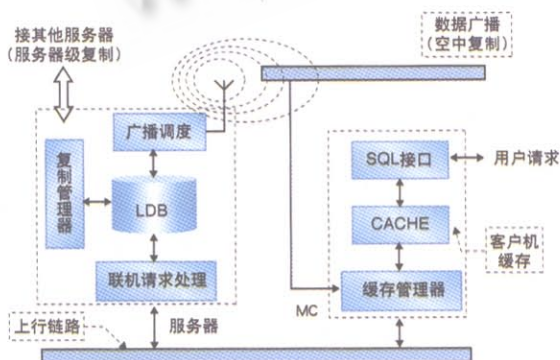 接其他服务器
(服务器级复制)
数据广播
(空中复制)
广播调度
复制管理器
LDB
联机请求处理
SQL接口
用户请求
CACHE
客户机
缓存
缓存管理器
MC
上行链路
服务器